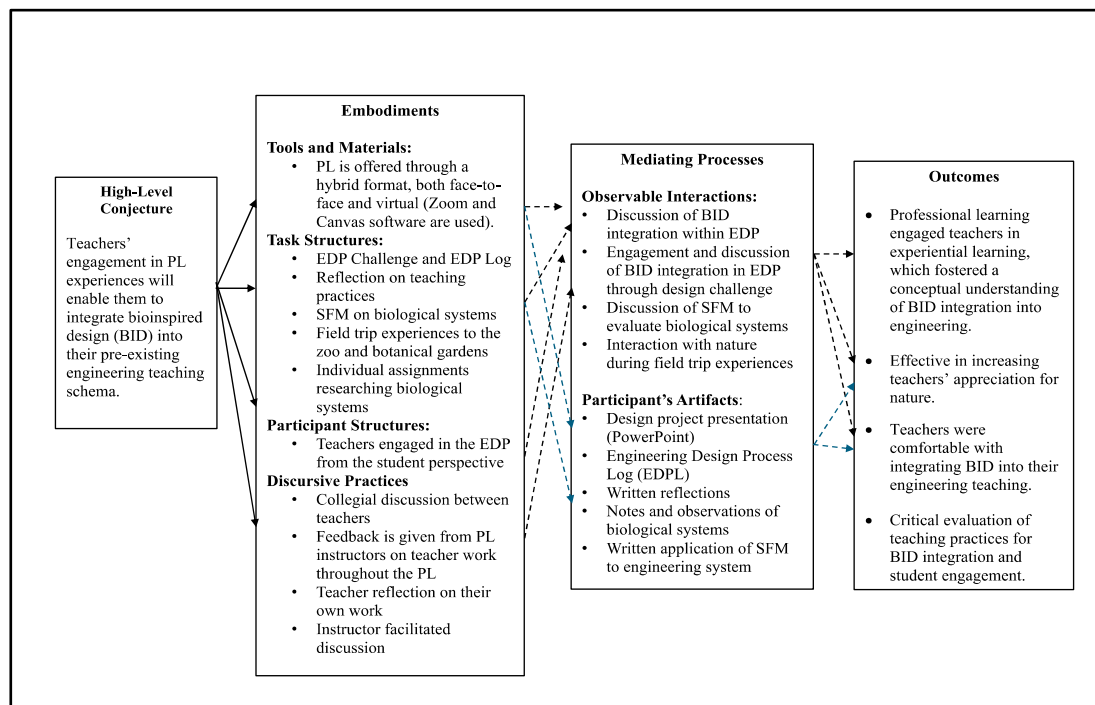 High-Level
Conjecture
Teachers'
engagement in PL
experiences will
enable them to
integrate bioinspired
design (BID) into
their pre-existing
engineering teaching
schema.
Embodiments
Tools and Materials:
• PL is offered through a
hybrid format, both face-to-
face and virtual (Zoom and
Canvas software are used).
Task Structures:
• EDP Challenge and EDP Log
• Reflection on teaching
practices
• SFM on biological systems
• Field trip experiences to the
zoo and botanical gardens
• Individual assignments
researching biological
systems
Participant Structures:
• Teachers engaged in the EDP
from the student perspective
Discursive Practices
• Collegial discussion between
teachers
• Feedback is given from PL
instructors on teacher work
throughout the PL
• Teacher reflection on their
own work
• Instructor facilitated
discussion
Mediating Processes
Observable Interactions:
• Discussion of BID
integration within EDP
• Engagement and discussion
of BID integration in EDP
through design challenge
• Discussion of SFM to
evaluate biological systems
• Interaction with nature
during field trip experiences
Participant's Artifacts:
• Design project presentation
(PowerPoint)
• Engineering Design Process
Log (EDPL)
• Written reflections
• Notes and observations of
biological systems
• Written application of SFM
to engineering system
Outcomes
• Professional learning
engaged teachers in
experiential learning,
which fostered a
conceptual understanding
of BID integration into
engineering.
• Effective in increasing
teachers' appreciation for
nature.
• Teachers were
comfortable with
integrating BID into their
engineering teaching.
• Critical evaluation of
teaching practices for
BID integration and
student engagement.